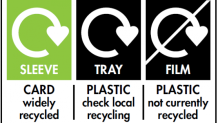 SLEEVE TRAY FILM
CARD PLASTIC PLASTIC
widely check local not currently
recycled recycling recycled